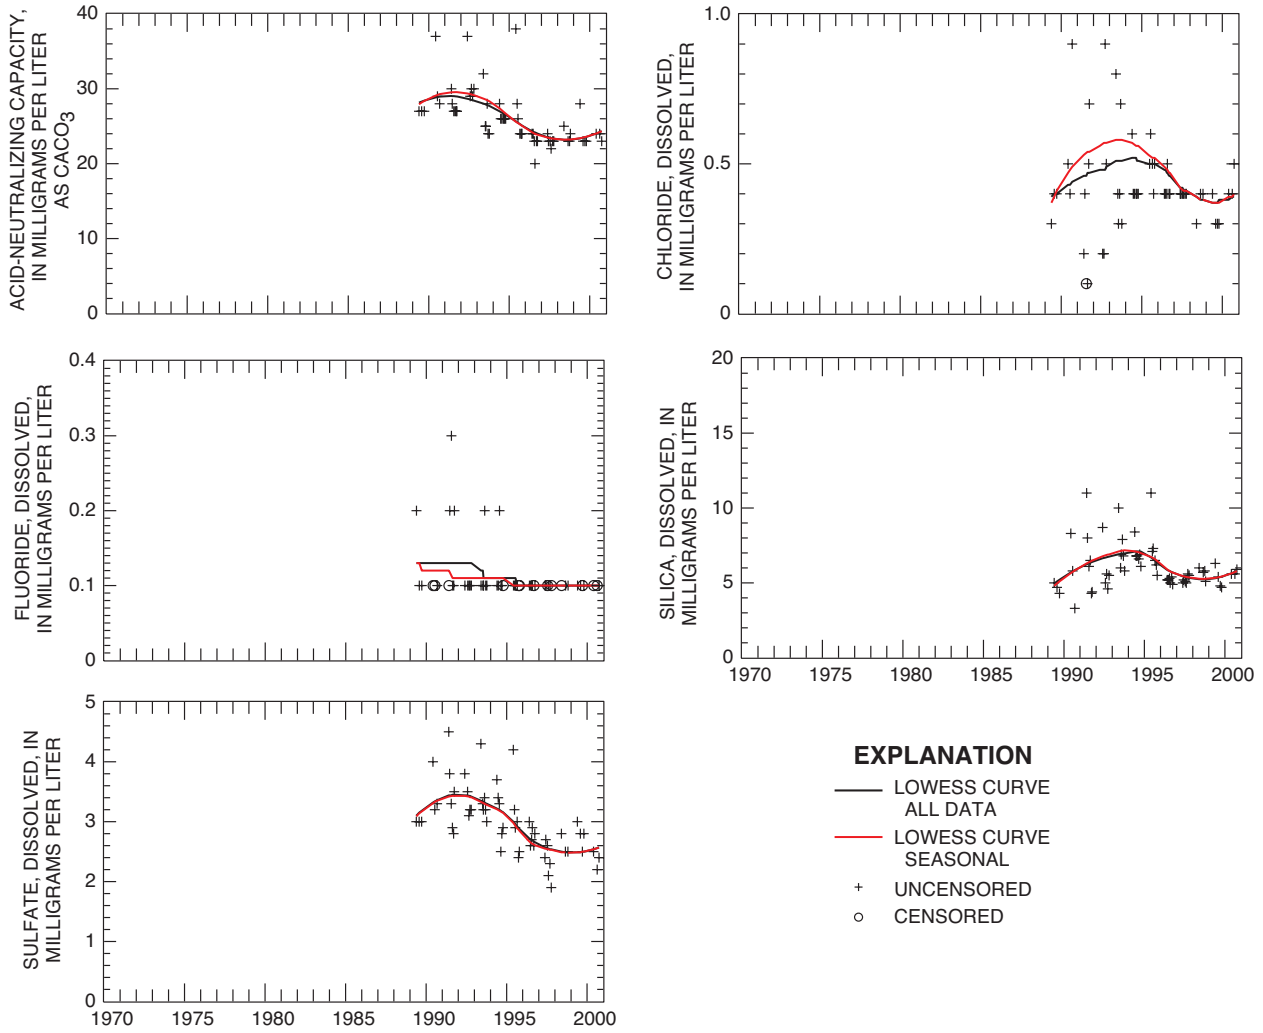 ACID-NEUTRALIZING CAPACITY,
IN MILLIGRAMS PER LITER
AS CACO3
40
30
20
10
0
CHLORIDE, DISSOLVED,
IN MILLIGRAMS PER LITER
1.0
0.5
0
FLUORIDE, DISSOLVED,
IN MILLIGRAMS PER LITER
0.4
0.3
0.2
0.1
0
SILICA, DISSOLVED, IN
MILLIGRAMS PER LITER
20
15
10
5
0
1970 1975 1980 1985 1990 1995 2000
SULFATE, DISSOLVED, IN
MILLIGRAMS PER LITER
5
4
3
2
1
0
1970 1975 1980 1985 1990 1995 2000
EXPLANATION
LOWESS CURVE
ALL DATA
LOWESS CURVE
SEASONAL
UNCENSORED
CENSORED